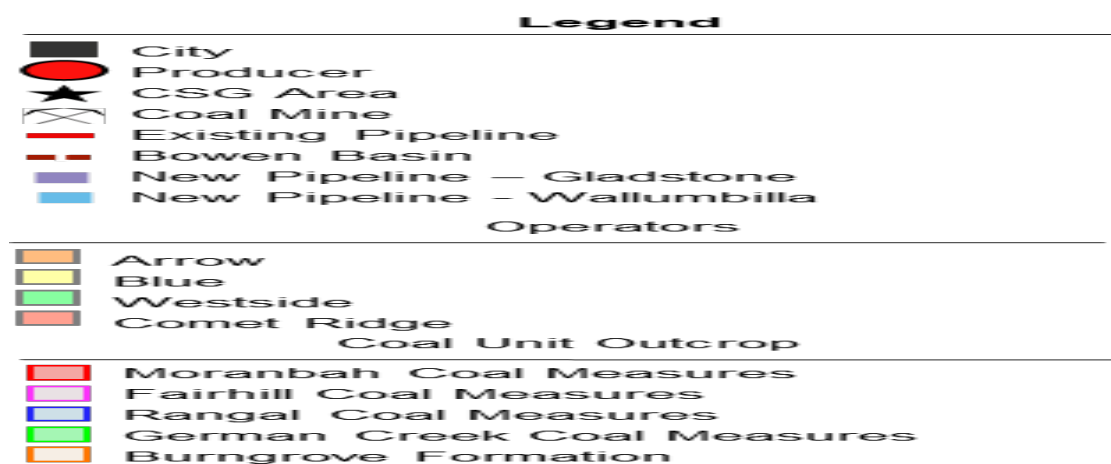 Legend
City
Producer
CSG Area
Coal Mine
Existing Pipeline
Bowen Basin
New Pipeline – Gladstone
New Pipeline - Wallumbilla
Operators
Arrow
Blue
Westside
Comet Ridge
Coal Unit Outcrop
Moranbah Coal Measures
Fairhill Coal Measures
Rangal Coal Measures
German Creek Coal Measures
Burngrove Formation